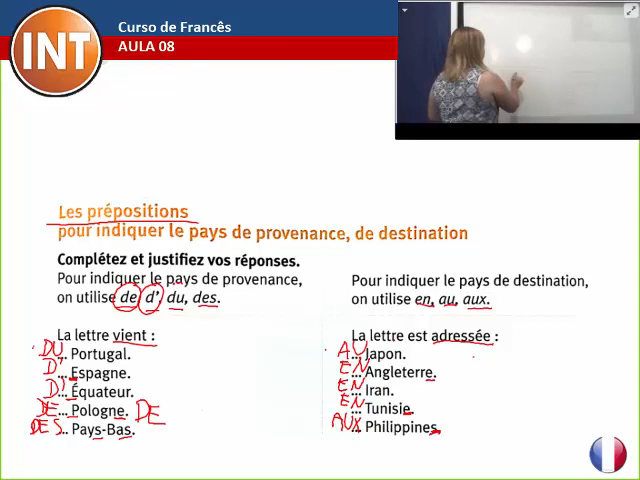 INT
Curso de Francês
AULA 08
Les prépositions
pour indiquer le pays de provenance, de destination
Complétez et justifiez vos réponses.
Pour indiquer le pays de provenance,
on utilise de, d', du, des.
La lettre vient :
DU ... Portugal.
D' ... Espagne.
D' ... Équateur.
DE ... Pologne. DE
DES ... Pays-Bas.
Pour indiquer le pays de destination,
on utilise en, au, aux.
La lettre est adressée :
AU ... Japon.
EN ... Angleterre.
EN ... Iran.
EN ... Tunisie.
AUX ... Philippines.